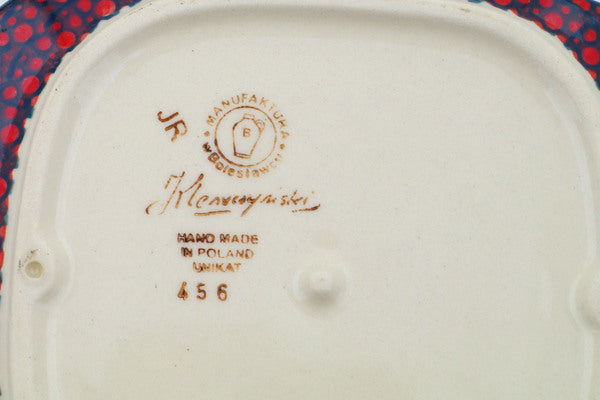 JR
MANUFAKTURA
B
w Bolesławcu
HAND MADE
IN POLAND
UNIKAT
456